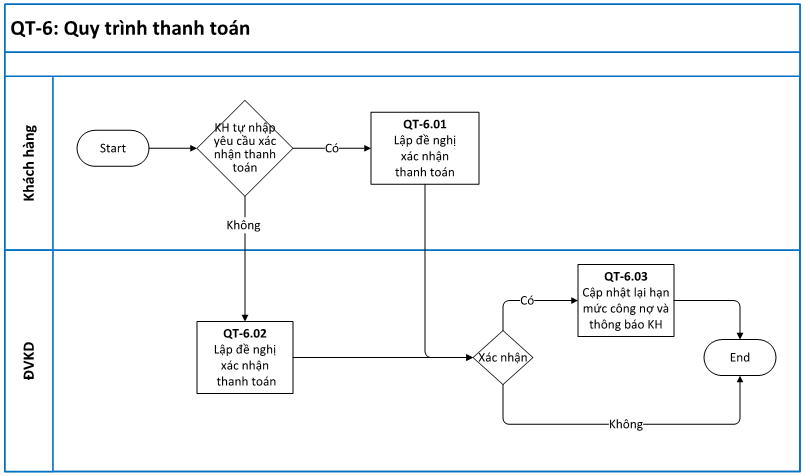 QT-6: Quy trình thanh toán
Khách hàng
Start
KH tự nhập
yêu cầu xác
nhận thanh
toán
Có
QT-6.01
Lập đề nghị
xác nhận
thanh toán
Không
ĐVKD
QT-6.02
Lập đề nghị
xác nhận
thanh toán
Xác nhận
Có
QT-6.03
Cập nhật lại hạn
mức công nợ và
thông báo KH
End
Không